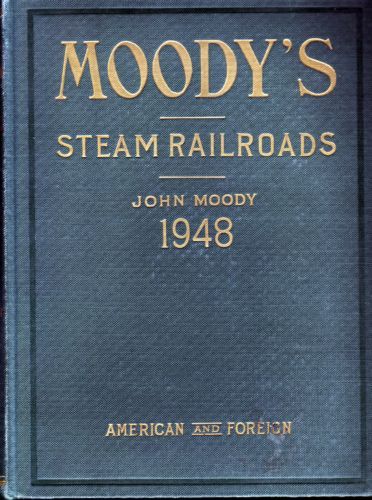 MOODY'S
STEAM RAILROADS
JOHN MOODY
1948
AMERICAN AND FOREIGN